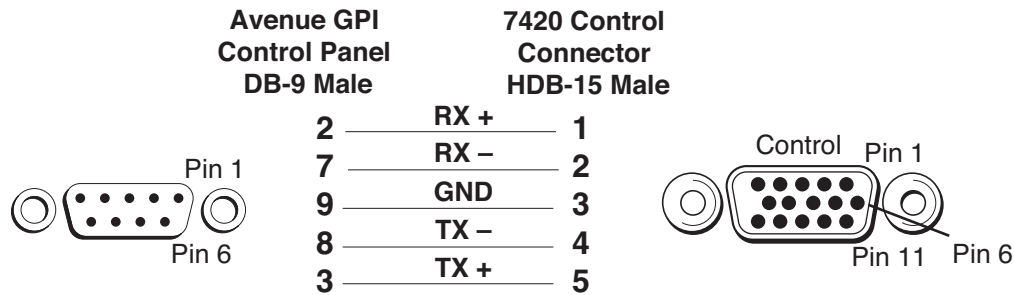 Avenue GPI
Control Panel
DB-9 Male
7420 Control
Connector
HDB-15 Male
2 RX + 1
7 RX – 2
9 GND 3
8 TX – 4
3 TX + 5
Pin 1
Pin 6
Control
Pin 1
Pin 11
Pin 6